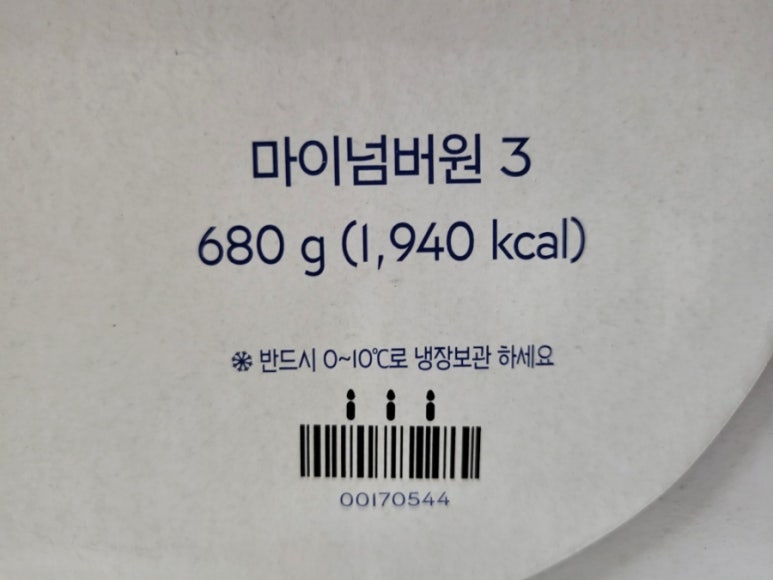 마이넘버원 3
680 g (1,940 kcal)
❄ 반드시 0~10℃로 냉장보관 하세요
00170544